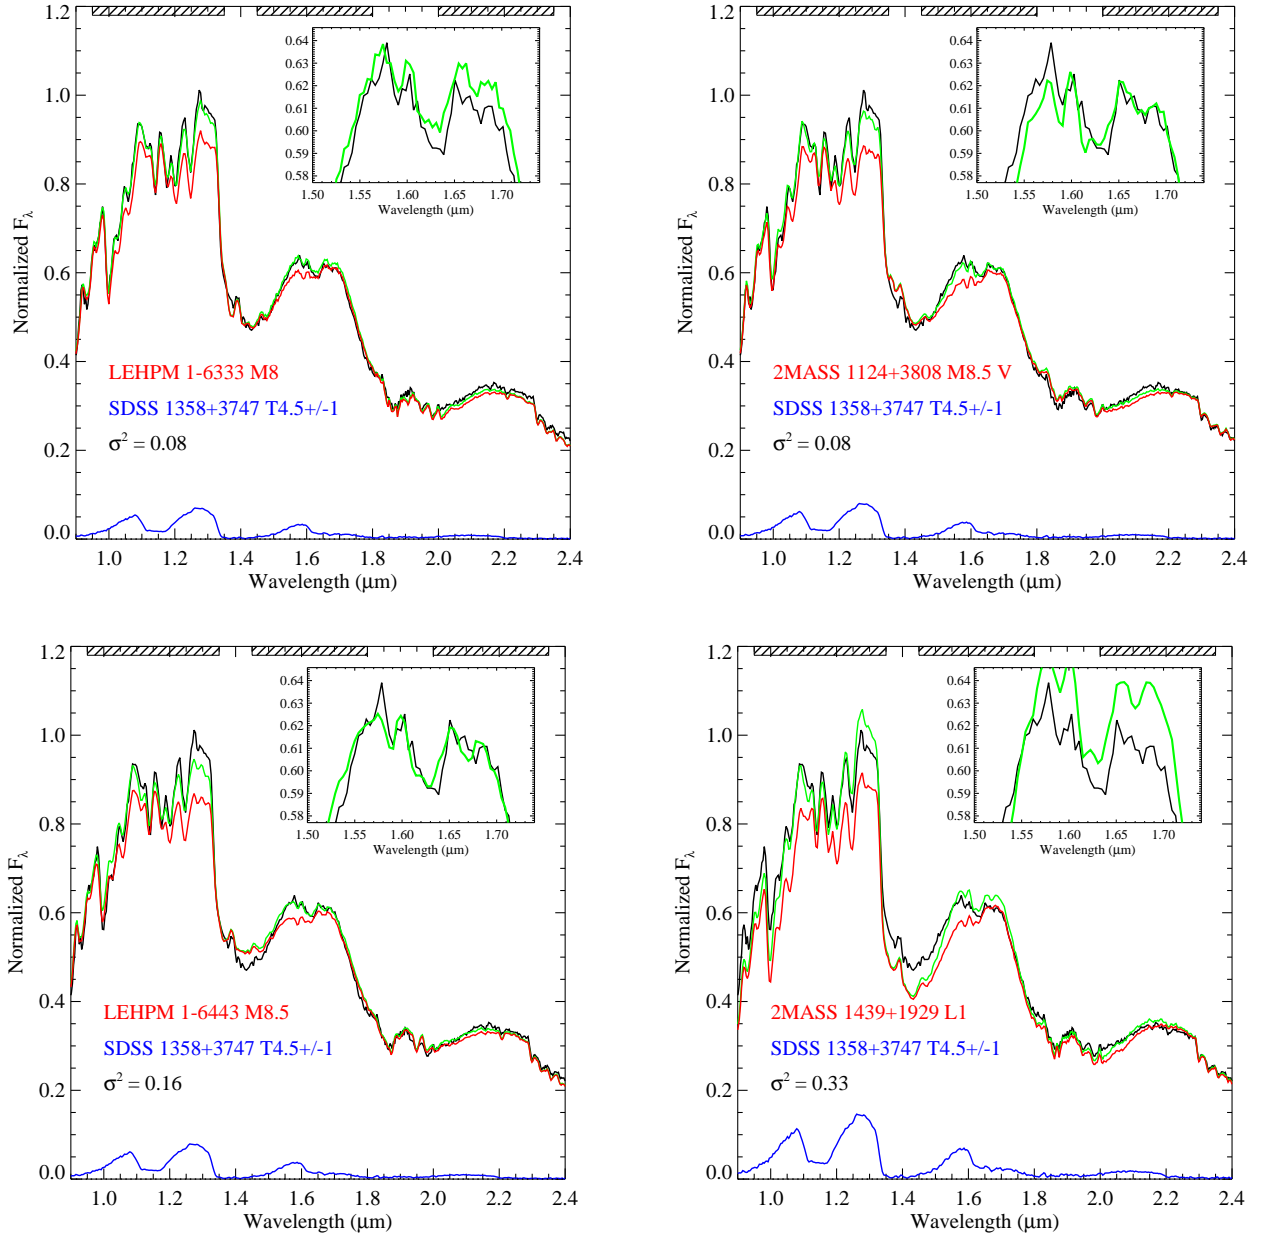 1.2
1.0
0.8
0.6
0.4
0.2
0.0
Normalized Fλ
0.64
0.63
0.62
0.61
0.60
0.59
0.58
1.50 1.55 1.60 1.65 1.70
Wavelength (μm)
LEHPM 1-6333 M8
SDSS 1358+3747 T4.5+/-1
σ² = 0.08
1.0 1.2 1.4 1.6 1.8 2.0 2.2 2.4
Wavelength (μm)
1.2
1.0
0.8
0.6
0.4
0.2
0.0
Normalized Fλ
0.64
0.63
0.62
0.61
0.60
0.59
0.58
1.50 1.55 1.60 1.65 1.70
Wavelength (μm)
2MASS 1124+3808 M8.5 V
SDSS 1358+3747 T4.5+/-1
σ² = 0.08
1.0 1.2 1.4 1.6 1.8 2.0 2.2 2.4
Wavelength (μm)
1.2
1.0
0.8
0.6
0.4
0.2
0.0
Normalized Fλ
0.64
0.63
0.62
0.61
0.60
0.59
0.58
1.50 1.55 1.60 1.65 1.70
Wavelength (μm)
LEHPM 1-6443 M8.5
SDSS 1358+3747 T4.5+/-1
σ² = 0.16
1.0 1.2 1.4 1.6 1.8 2.0 2.2 2.4
Wavelength (μm)
1.2
1.0
0.8
0.6
0.4
0.2
0.0
Normalized Fλ
0.64
0.63
0.62
0.61
0.60
0.59
0.58
1.50 1.55 1.60 1.65 1.70
Wavelength (μm)
2MASS 1439+1929 L1
SDSS 1358+3747 T4.5+/-1
σ² = 0.33
1.0 1.2 1.4 1.6 1.8 2.0 2.2 2.4
Wavelength (μm)